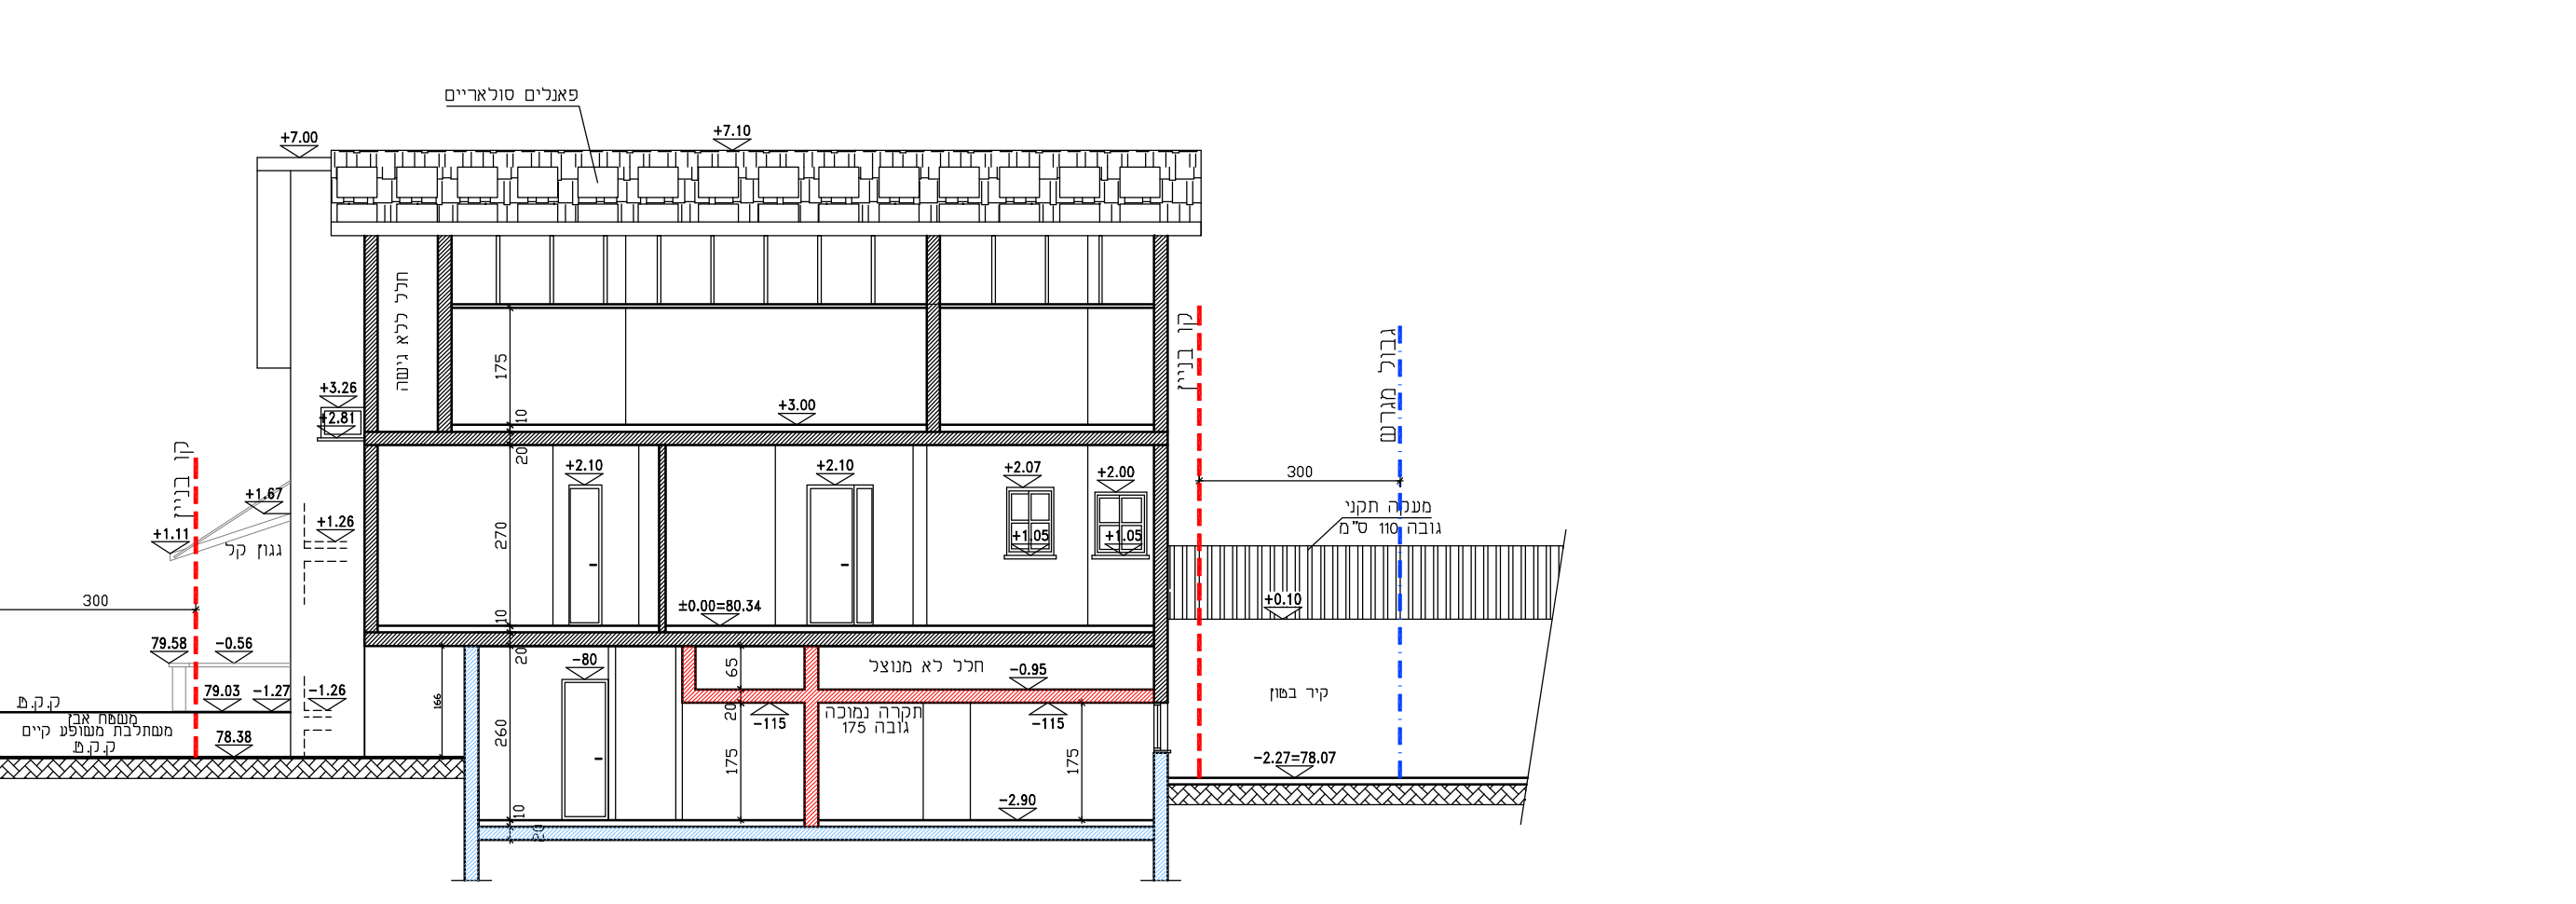 פאנלים סולאריים
+7.00
+7.10
חלל ללא גישה
קו בניין
גבול מגרש
175
+3.26
+2.81
10
+3.00
קו בניין
20
+2.10
+2.10
+2.07
+2.00
300
+1.67
+1.11
+1.26
גגון קל
270
+1.05
+1.05
מעקה תקני
גובה 110 ס"מ
300
10
±0.00=80.34
+0.10
79.58
-0.56
20
-80
65
חלל לא מנוצל
-0.95
79.03
-1.27
-1.26
166
ק.ק.מ
משטח אבן
משתלבת משופע קיים
ק.ק.מ
78.38
260
20
-115
תקרה נמוכה
גובה 175
-115
קיר בטון
175
175
-2.27=78.07
10
-2.90
20